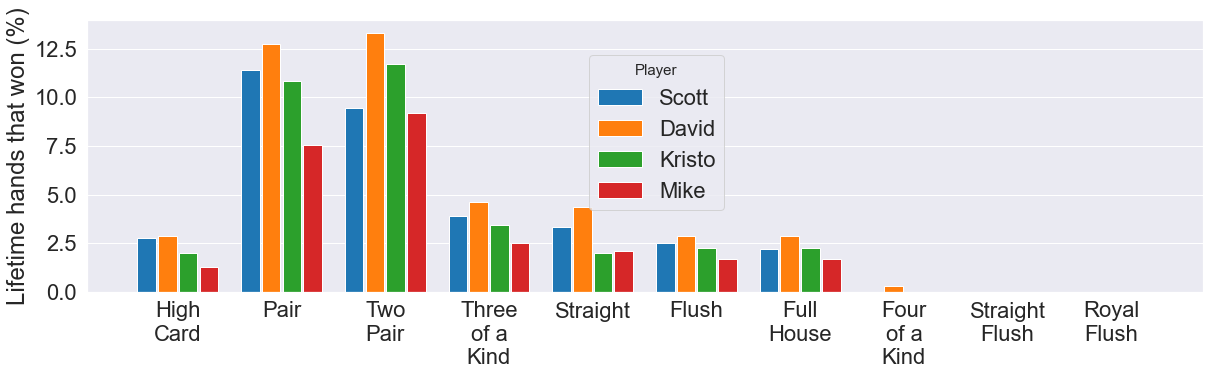 Lifetime hands that won (%)
12.5
10.0
7.5
5.0
2.5
0.0
Player
Scott
David
Kristo
Mike
High
Card
Pair
Two
Pair
Three
of a
Kind
Straight
Flush
Full
House
Four
of a
Kind
Straight
Flush
Royal
Flush